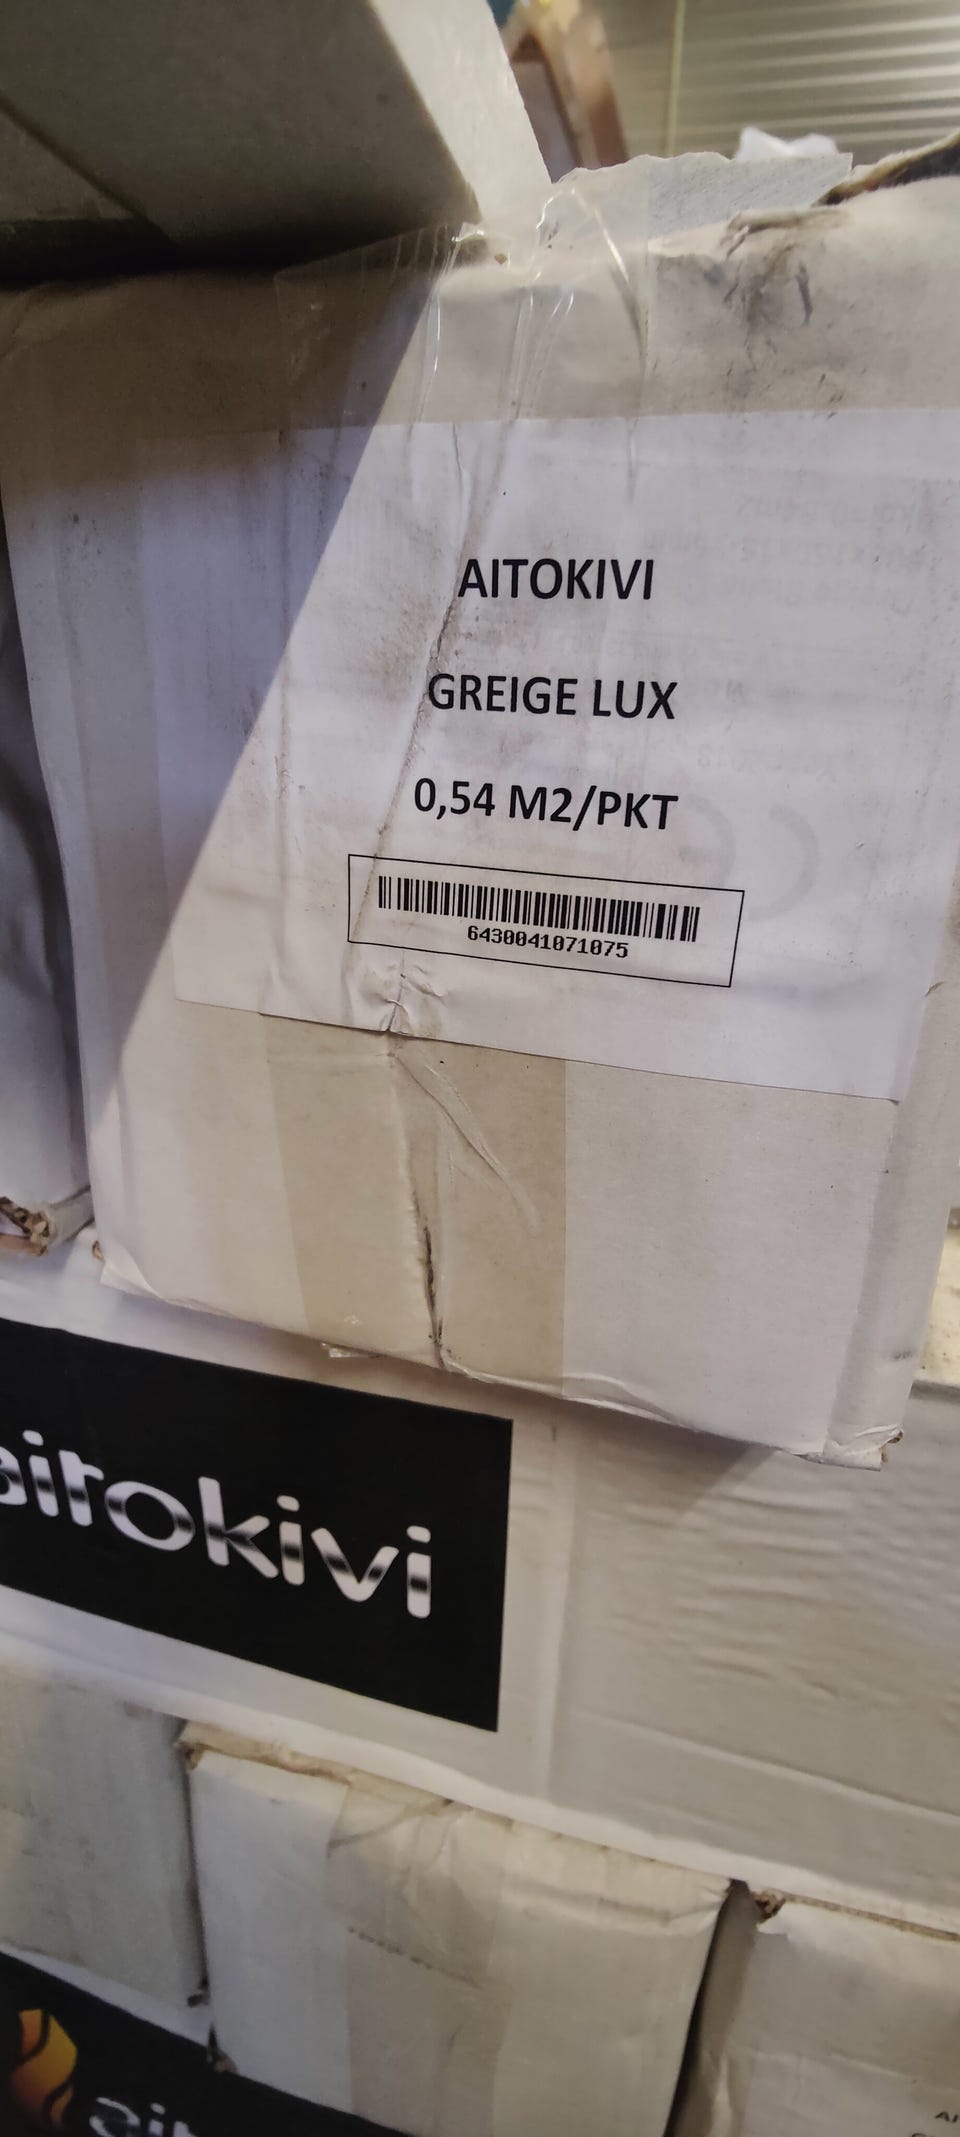 AITOKIVI
GREIGE LUX
0,54 M2/PKT
6430041071075
aitokivi